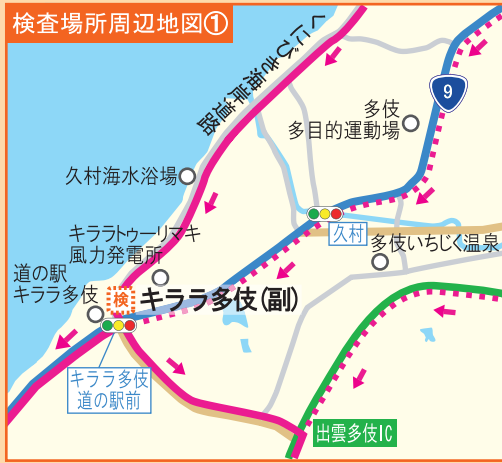 検査場所周辺地図①
くにびき海岸道路
9
多伎
多目的運動場
久村海水浴場
久村
キララトゥーリマキ
風力発電所
多伎いちじく温泉
道の駅
キララ多伎
検
キララ多伎(副)
キララ多伎
道の駅前
出雲多伎IC